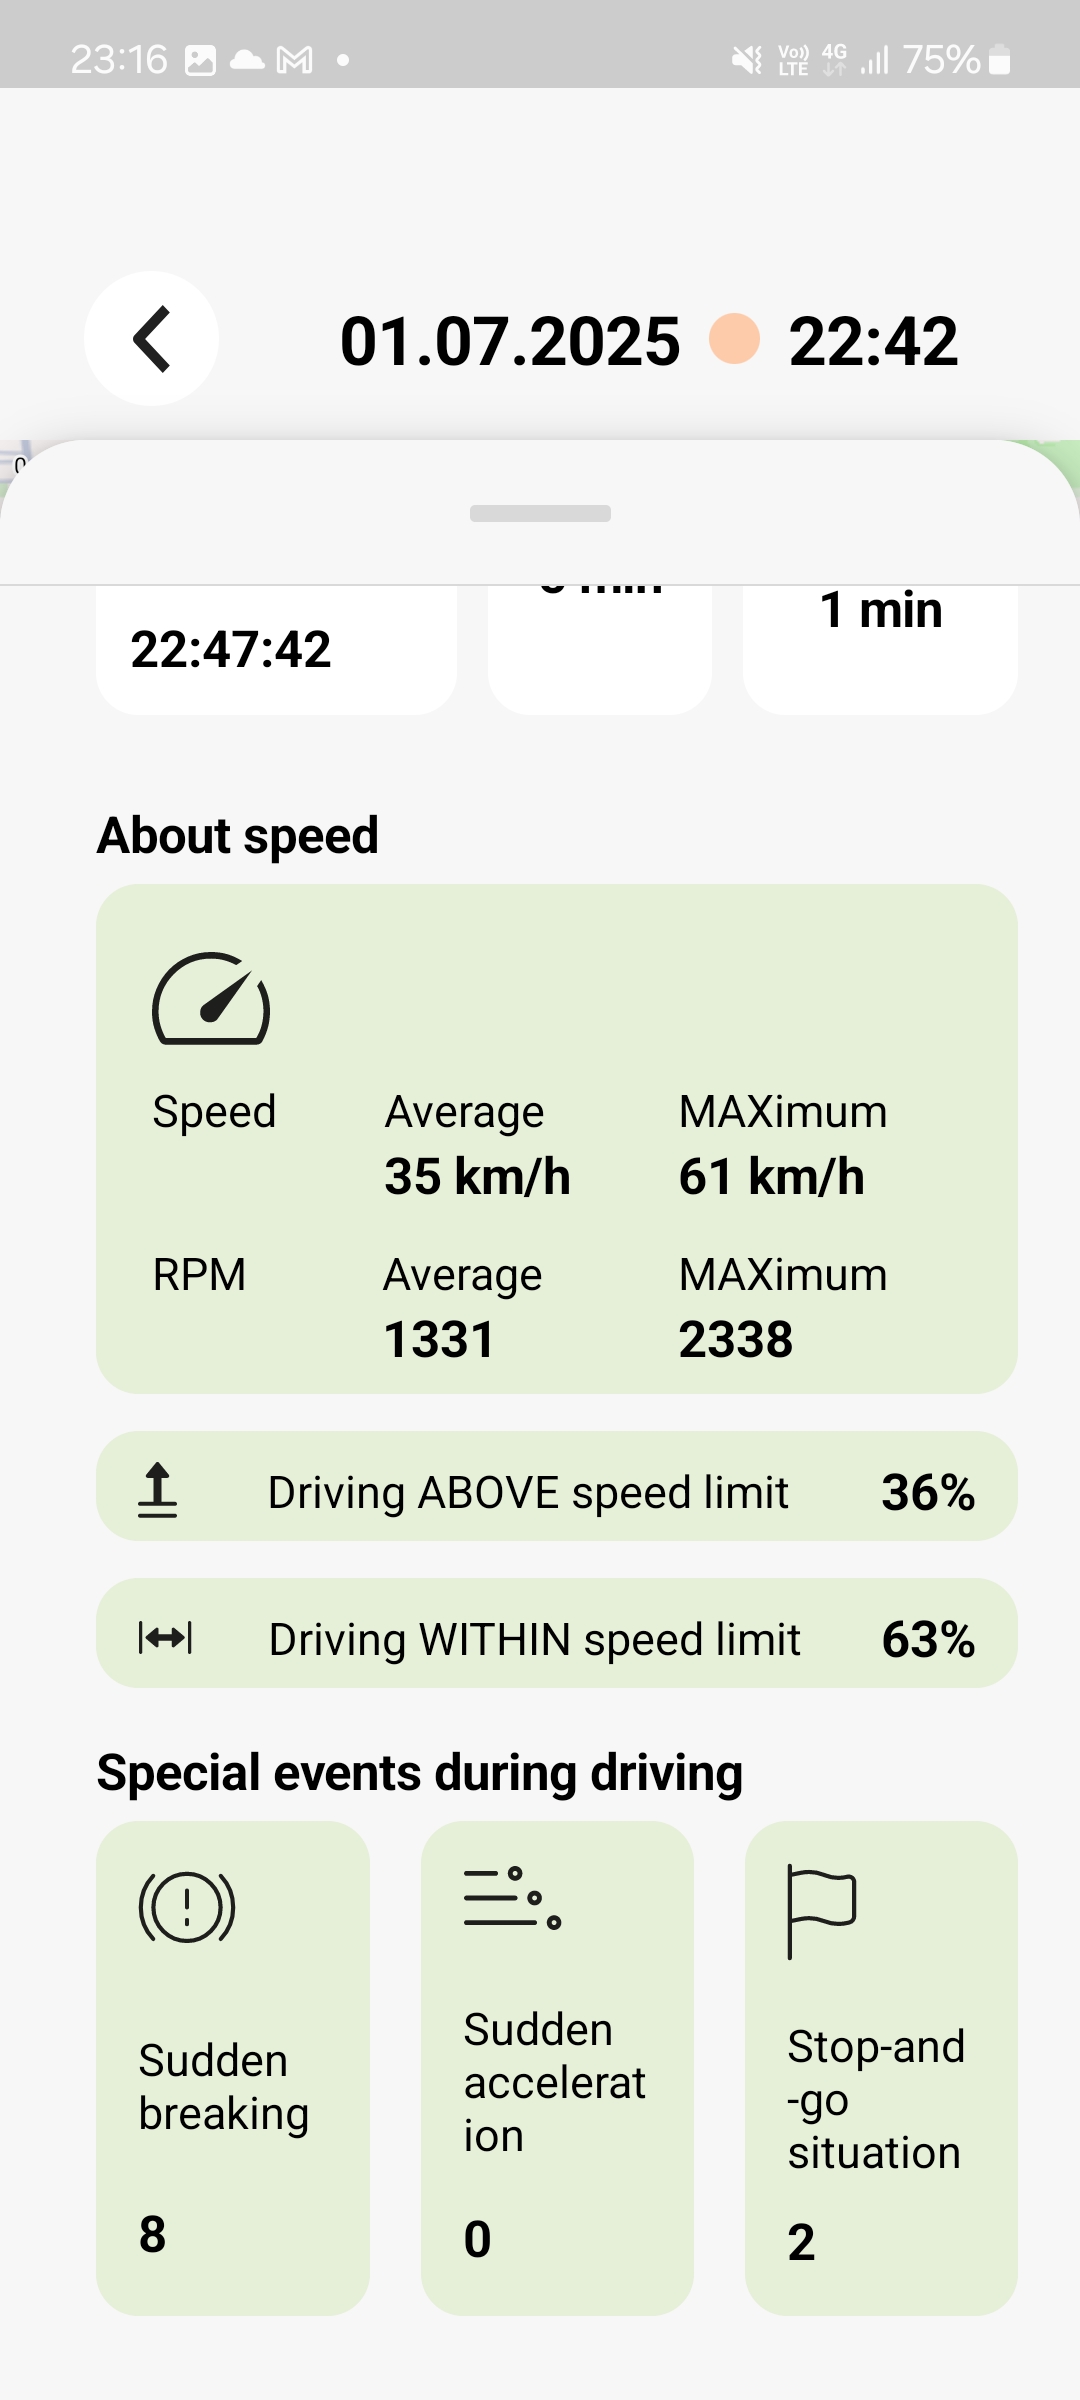 23:16 Vo)) LTE 4G 75%
01.07.2025 22:42
min
1 min
22:47:42
About speed
Speed Average MAXimum
35 km/h 61 km/h
RPM Average MAXimum
1331 2338
Driving ABOVE speed limit 36%
Driving WITHIN speed limit 63%
Special events during driving
Sudden
breaking
8
Sudden
accelerat
ion
0
Stop-and
-go
situation
2